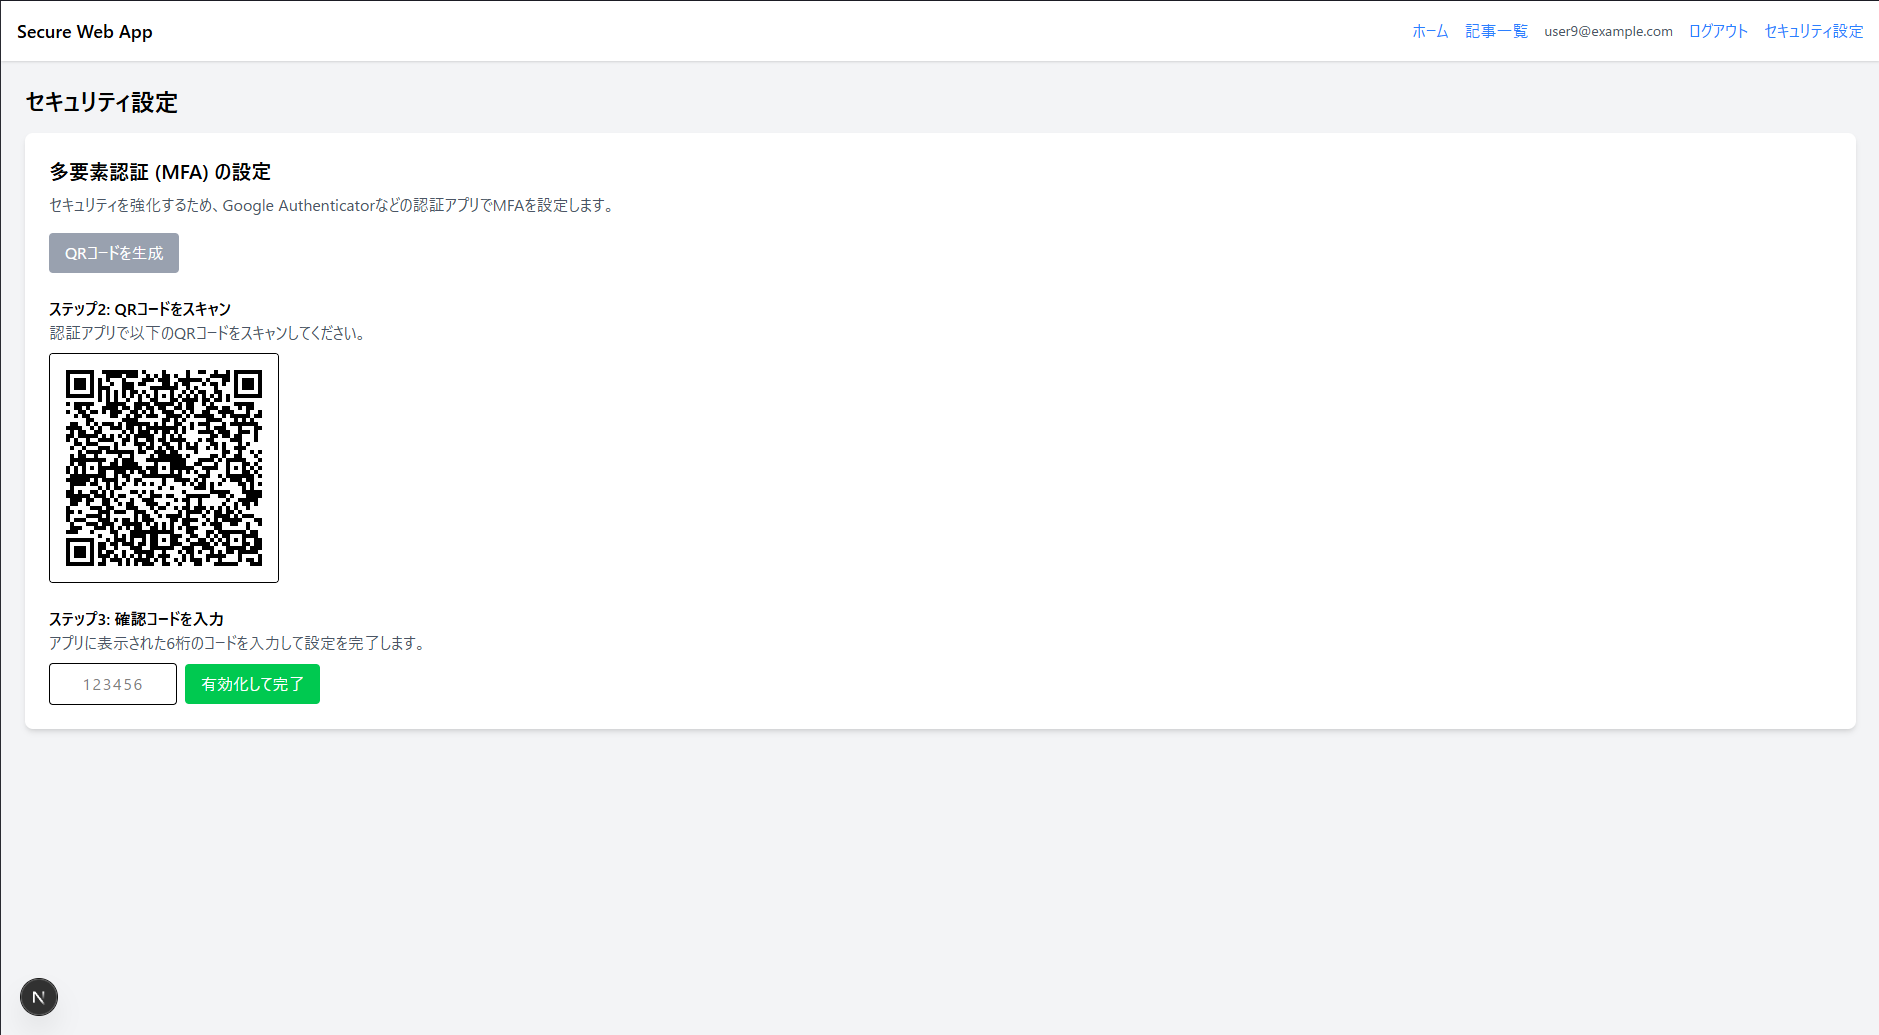 Secure Web App
ホーム 記事一覧 user9@example.com ログアウト セキュリティ設定
セキュリティ設定
多要素認証 (MFA) の設定
セキュリティを強化するため、Google Authenticatorなどの認証アプリでMFAを設定します。
QRコードを生成
ステップ2: QRコードをスキャン
認証アプリで以下のQRコードをスキャンしてください。
ステップ3: 確認コードを入力
アプリに表示された6桁のコードを入力して設定を完了します。
123456 有効化して完了
N